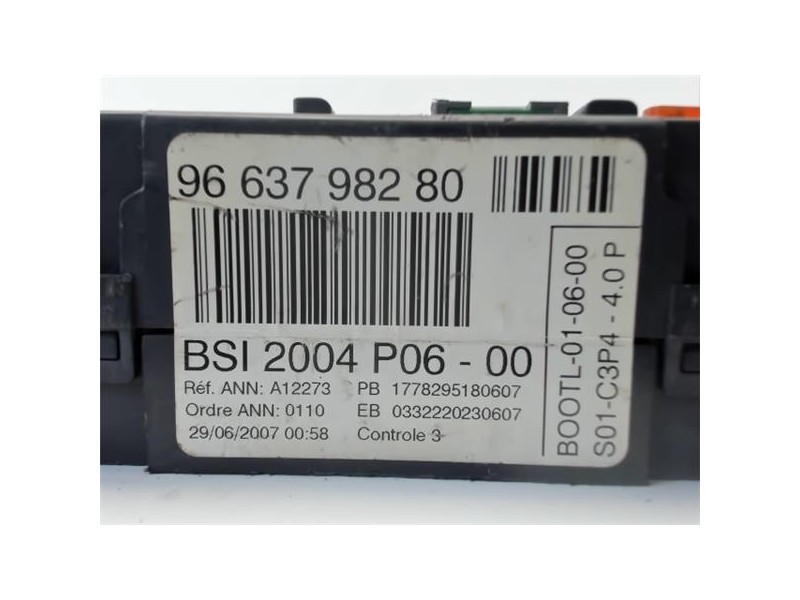 96 637 982 80
BSI 2004 P06 - 00
Réf. ANN: A12273 PB 1778295180607
Ordre ANN: 0110 EB 0332220230607
29/06/2007 00:58 Controle 3
BOOTL-01-06-00
S01-C3P4 - 4.0 P